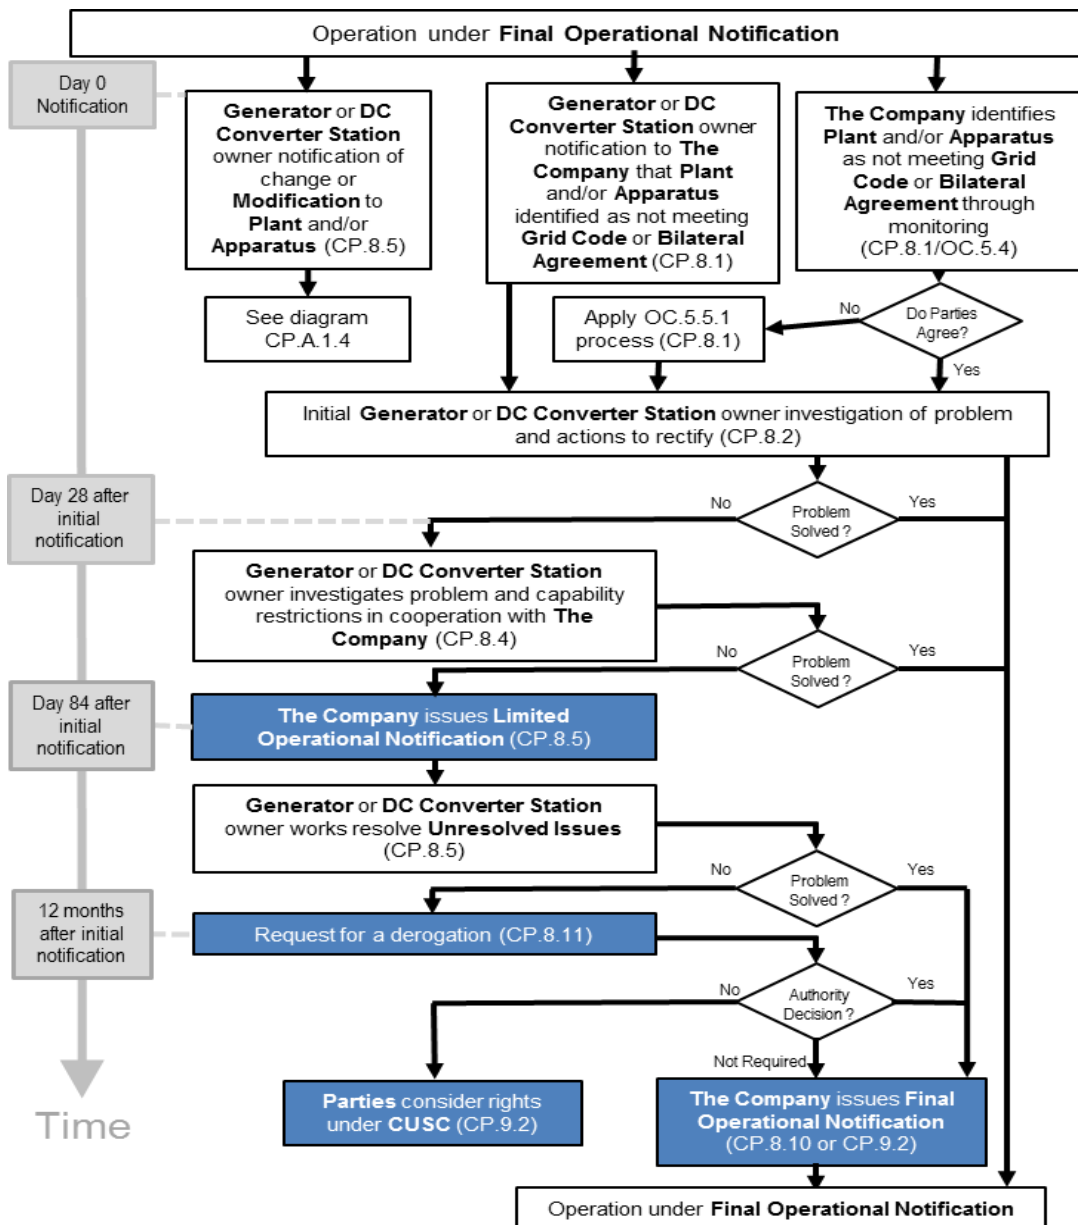 Operation under Final Operational Notification
Day 0
Notification
Generator or DC
Converter Station
owner notification of
change or
Modification to
Plant and/or
Apparatus (CP.8.5)
Generator or DC
Converter Station owner
notification to The
Company that Plant
and/or Apparatus
identified as not meeting
Grid Code or Bilateral
Agreement (CP.8.1)
The Company identifies
Plant and/or Apparatus
as not meeting Grid
Code or Bilateral
Agreement through
monitoring
(CP.8.1/OC.5.4)
See diagram
CP.A.1.4
Apply OC.5.5.1
process (CP.8.1)
No
Do Parties
Agree?
Yes
Initial Generator or DC Converter Station owner investigation of problem
and actions to rectify (CP.8.2)
Day 28 after
initial
notification
No
Problem
Solved ?
Yes
Generator or DC Converter Station
owner investigates problem and capability
restrictions in cooperation with The
Company (CP.8.4)
No
Problem
Solved ?
Yes
Day 84 after
initial
notification
The Company issues Limited
Operational Notification (CP.8.5)
Generator or DC Converter Station
owner works resolve Unresolved Issues
(CP.8.5)
No
Problem
Solved ?
Yes
12 months
after initial
notification
Request for a derogation (CP.8.11)
No
Authority
Decision ?
Yes
Not Required
Time
Parties consider rights
under CUSC (CP.9.2)
The Company issues Final
Operational Notification
(CP.8.10 or CP.9.2)
Operation under Final Operational Notification